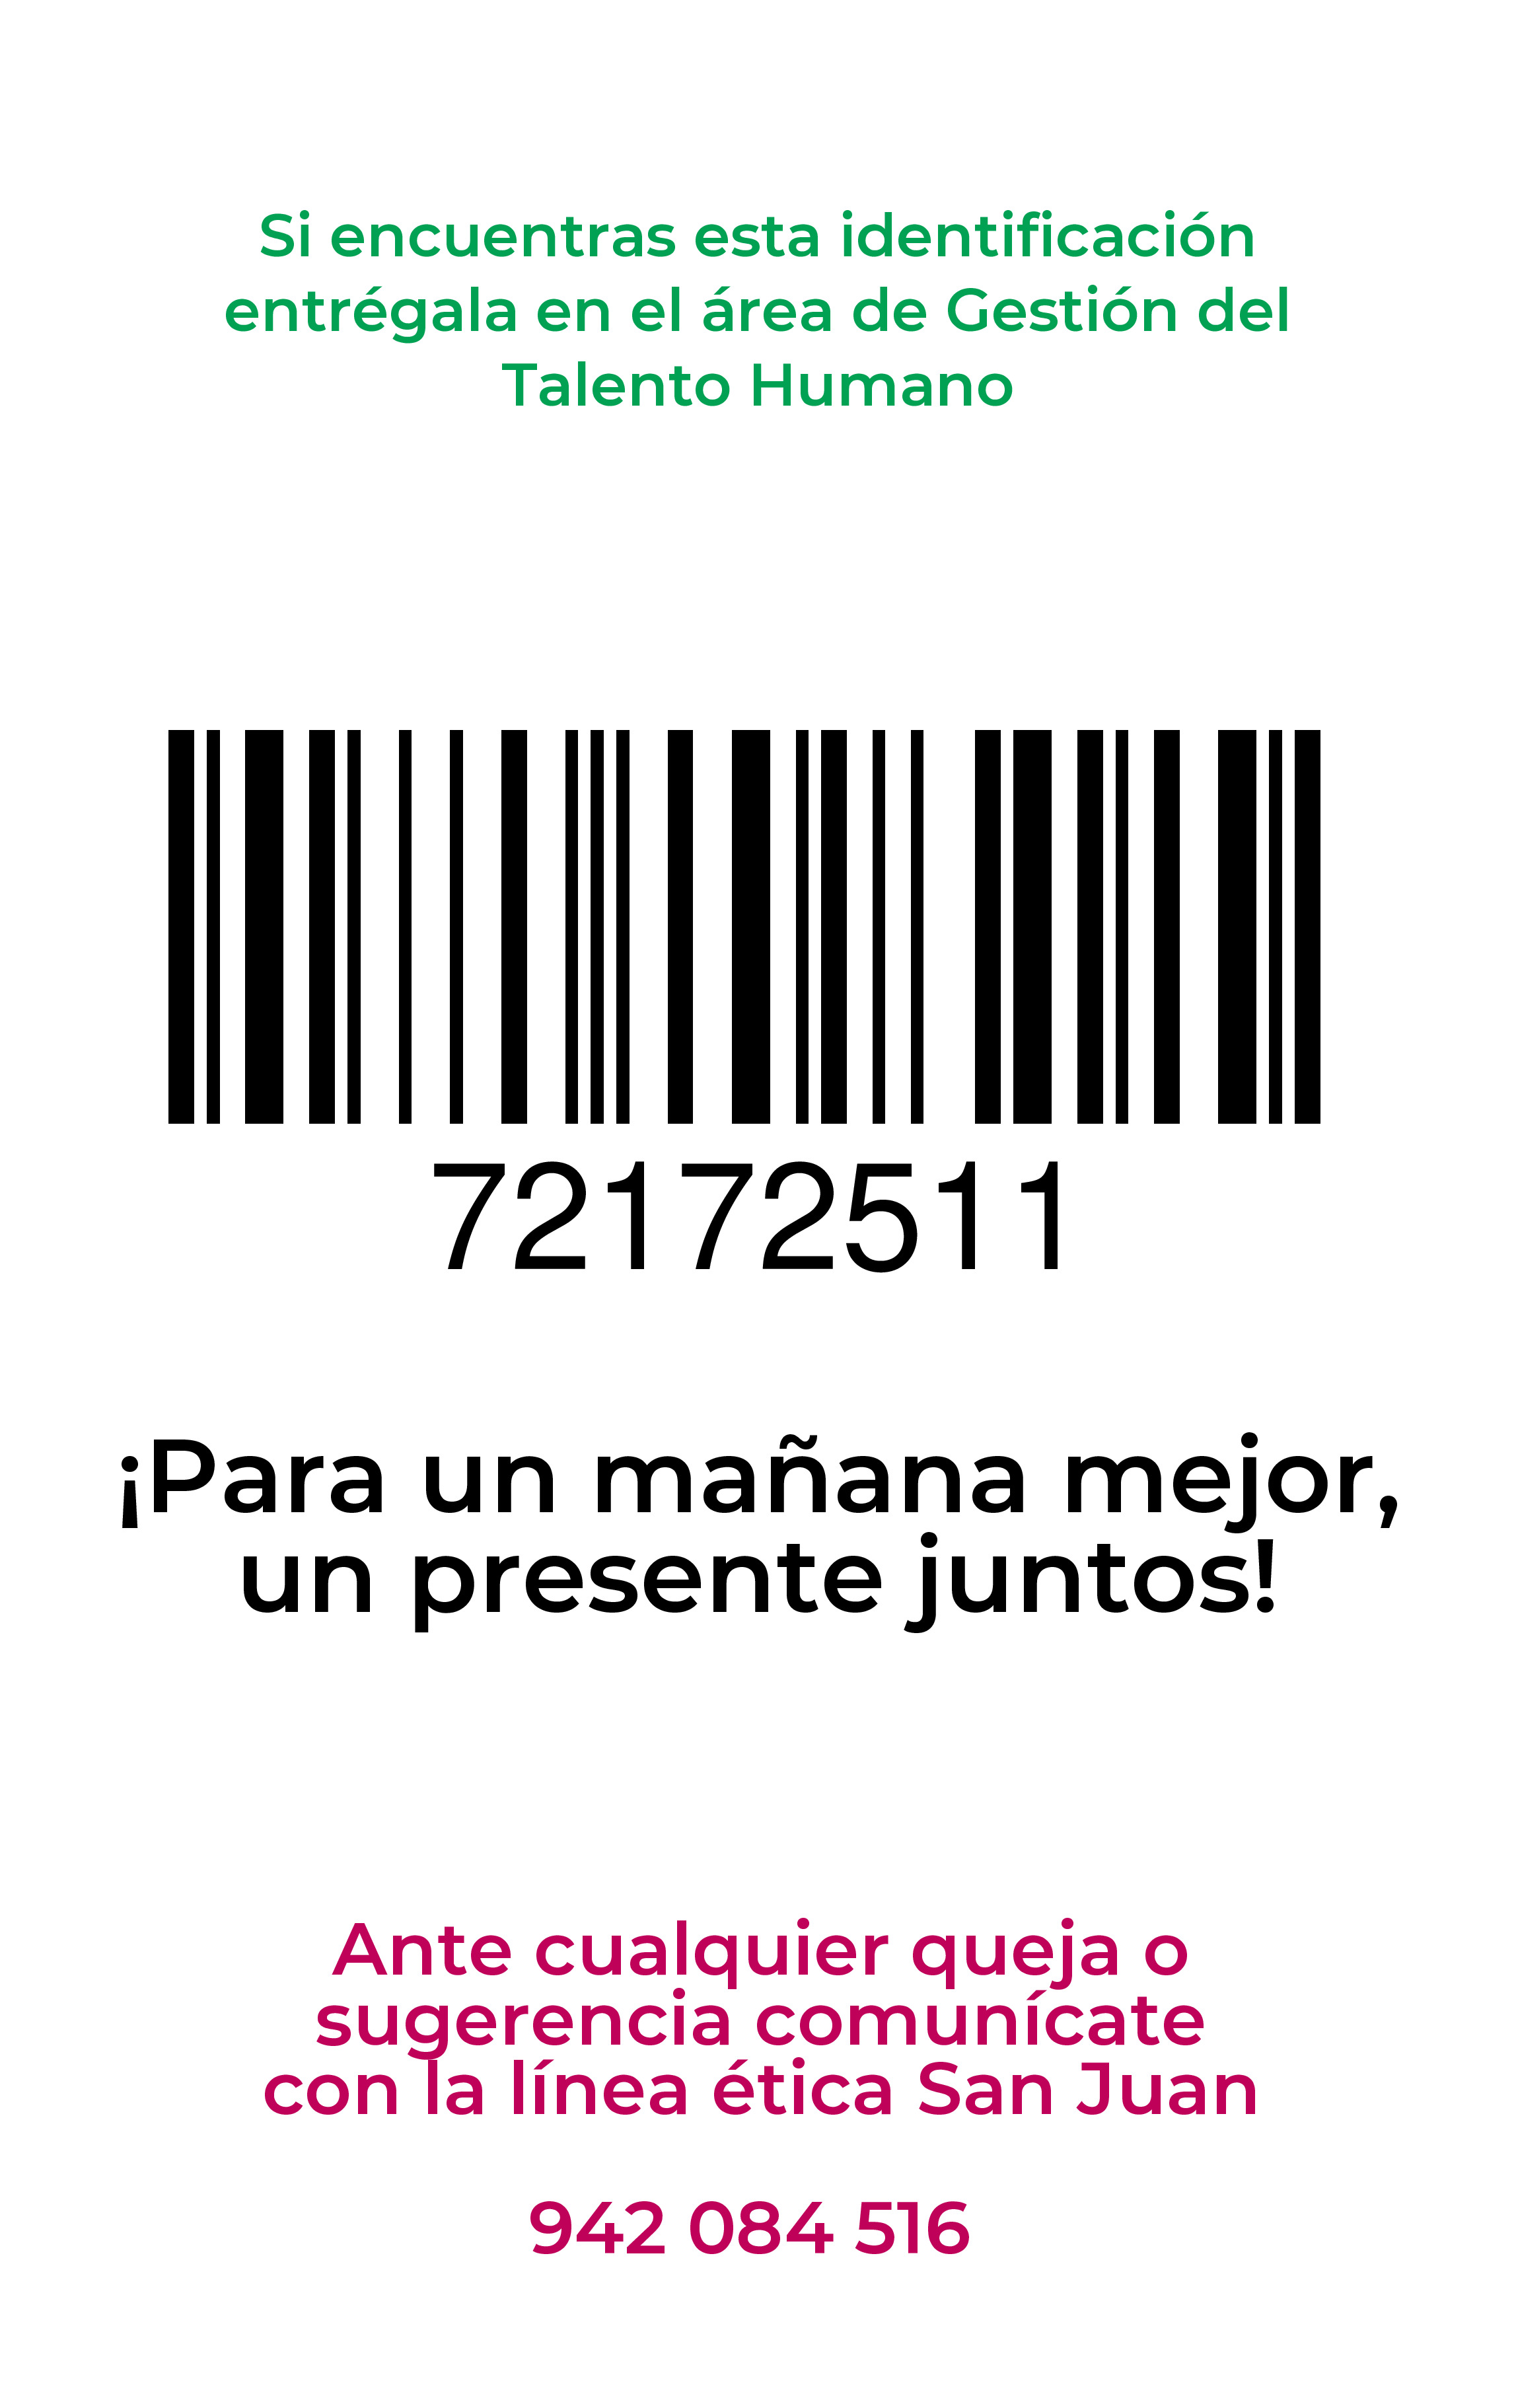 Si encuentras esta identificación
entrégala en el área de Gestión del
Talento Humano
72172511
¡Para un mañana mejor,
un presente juntos!
Ante cualquier queja o
sugerencia comunícate
con la línea ética San Juan
942 084 516